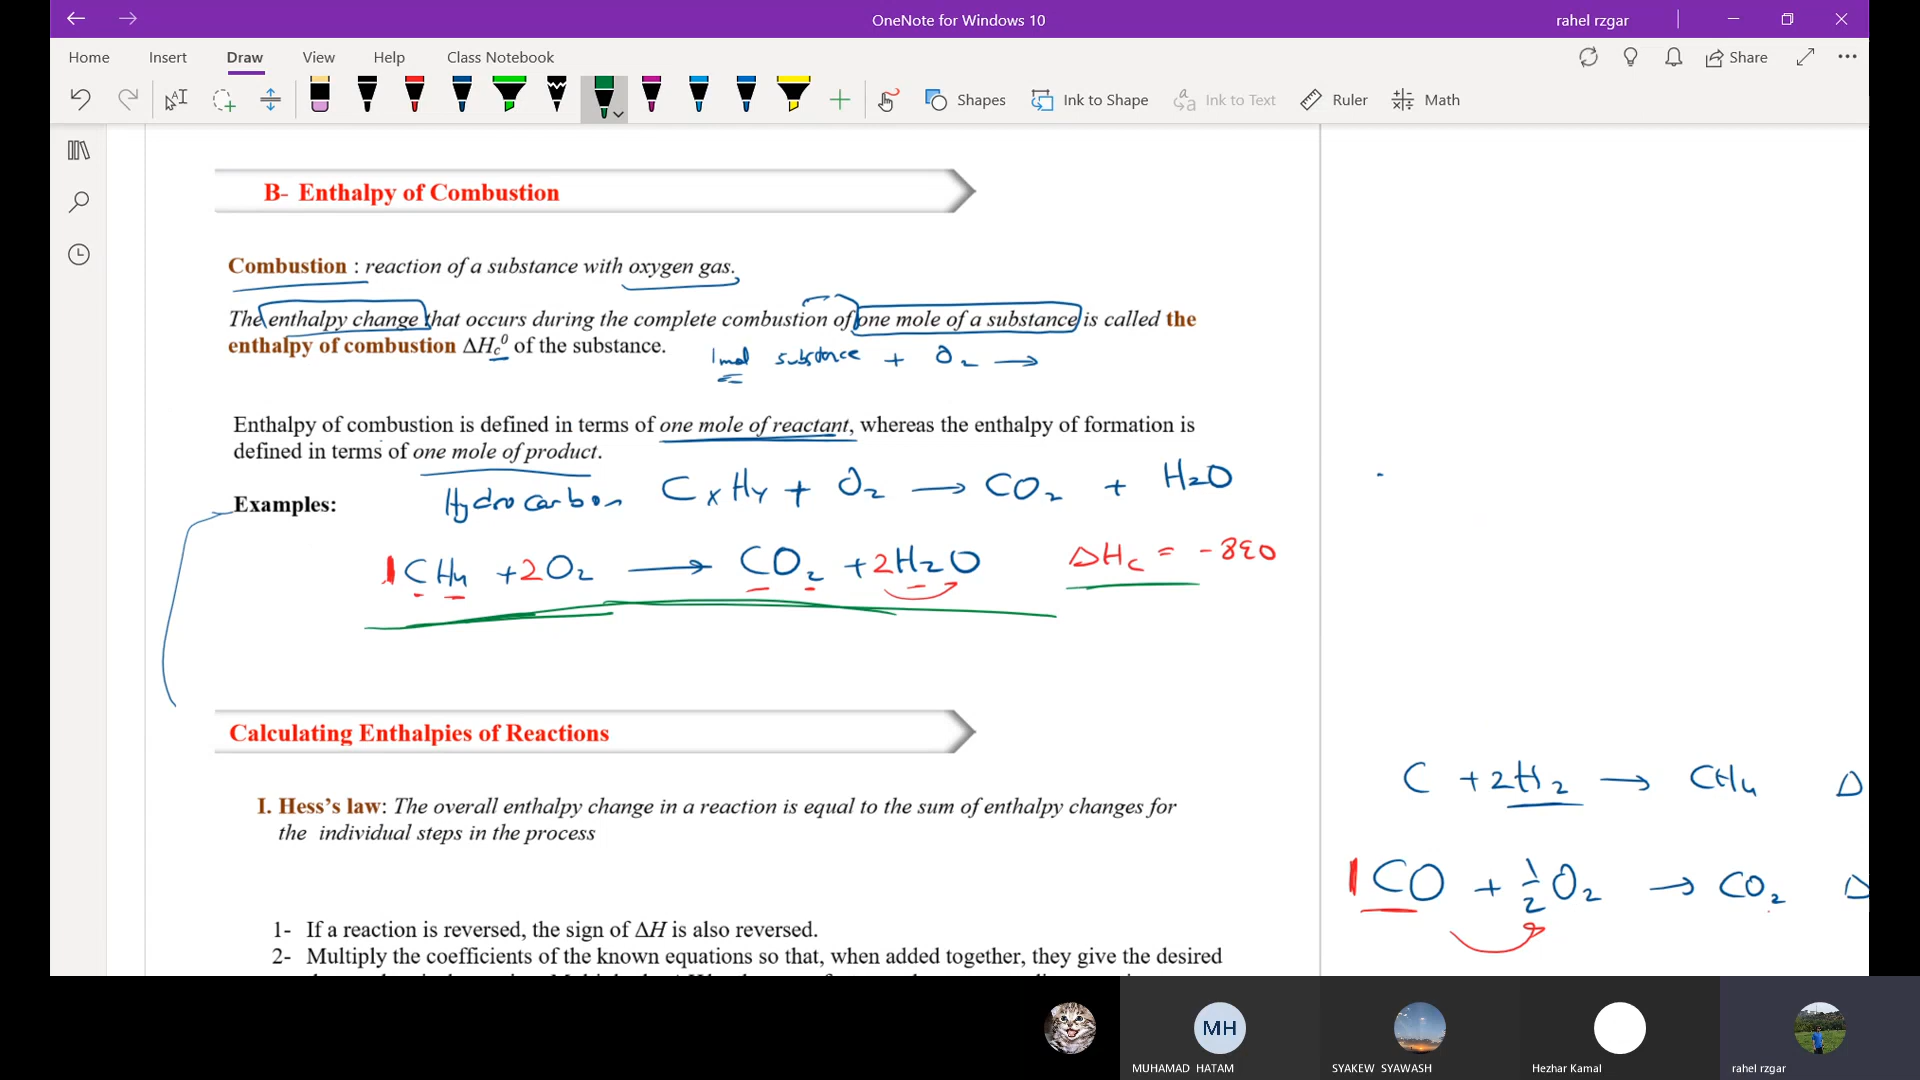 OneNote for Windows 10
rahel rzgar
Home Insert Draw View Help Class Notebook
Share
Shapes Ink to Shape Ink to Text Ruler Math
B- Enthalpy of Combustion
Combustion : reaction of a substance with oxygen gas.
The enthalpy change that occurs during the complete combustion of one mole of a substance is called the
enthalpy of combustion ΔHc⁰ of the substance.
1mol substance + O₂ →
Enthalpy of combustion is defined in terms of one mole of reactant, whereas the enthalpy of formation is
defined in terms of one mole of product.
Examples:
Hydrocarbon CxHy + O₂ → CO₂ + H₂O
1CH₄ + 2O₂ → CO₂ + 2H₂O ΔHc = -890
Calculating Enthalpies of Reactions
I. Hess's law: The overall enthalpy change in a reaction is equal to the sum of enthalpy changes for
the individual steps in the process
C + 2H₂ → CH₄ Δ
1CO + ½O₂ → CO₂ Δ
1- If a reaction is reversed, the sign of ΔH is also reversed.
2- Multiply the coefficients of the known equations so that, when added together, they give the desired
MH
MUHAMAD HATAM
SYAKEW SYAWASH
Hezhar Kamal
rahel rzgar